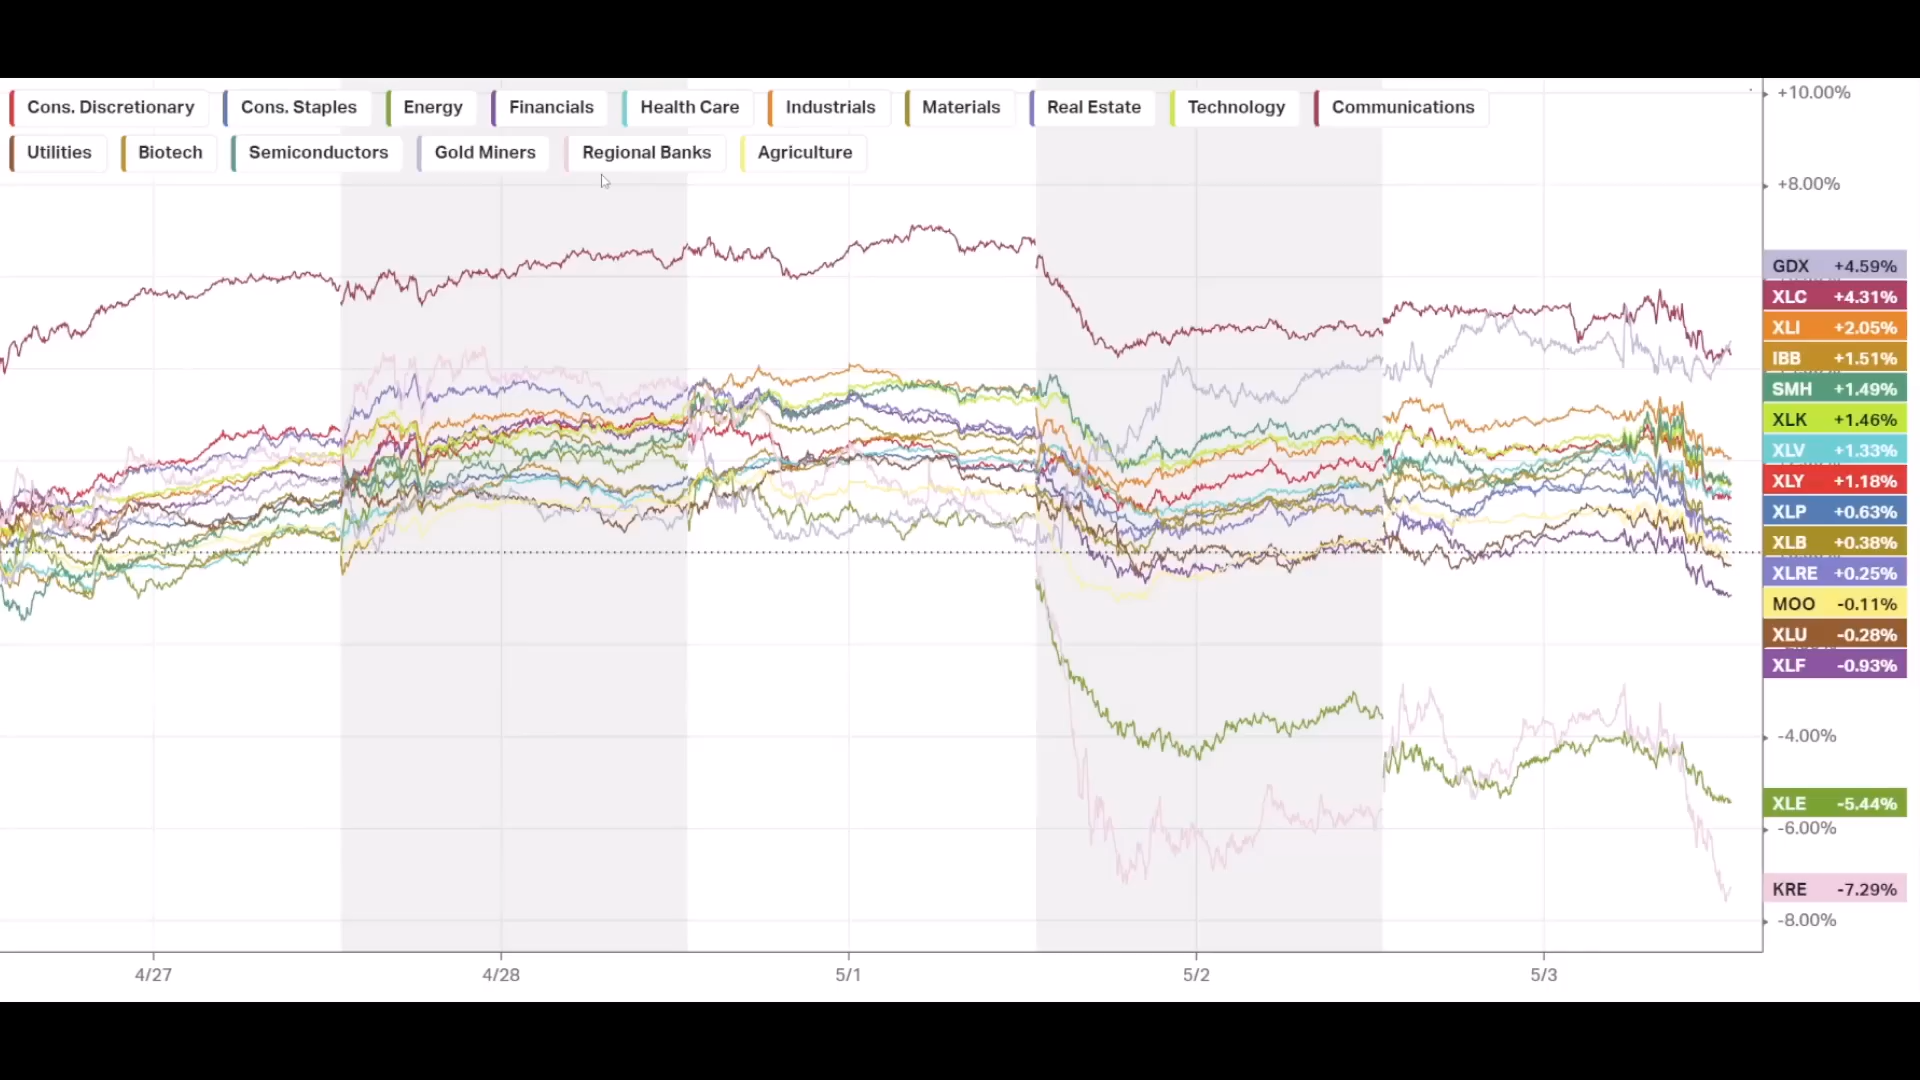 Cons. Discretionary Cons. Staples Energy Financials Health Care Industrials Materials Real Estate Technology Communications
Utilities Biotech Semiconductors Gold Miners Regional Banks Agriculture
+10.00%
+8.00%
GDX +4.59%
XLC +4.31%
XLI +2.05%
IBB +1.51%
SMH +1.49%
XLK +1.46%
XLV +1.33%
XLY +1.18%
XLP +0.63%
XLB +0.38%
XLRE +0.25%
MOO -0.11%
XLU -0.28%
XLF -0.93%
-4.00%
XLE -5.44%
-6.00%
KRE -7.29%
-8.00%
4/27 4/28 5/1 5/2 5/3